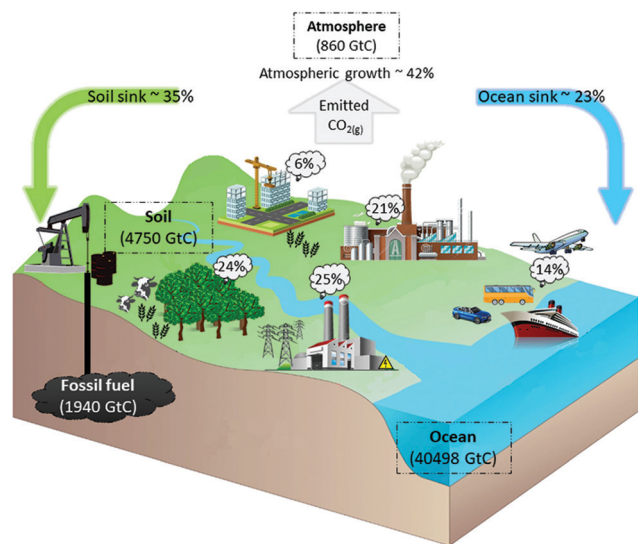 Atmosphere
(860 GtC)
Atmospheric growth ~ 42%
Soil sink ~ 35%
Ocean sink ~ 23%
Emitted
CO2(g)
6%
21%
Soil
(4750 GtC)
24%
25%
14%
Fossil fuel
(1940 GtC)
Ocean
(40498 GtC)